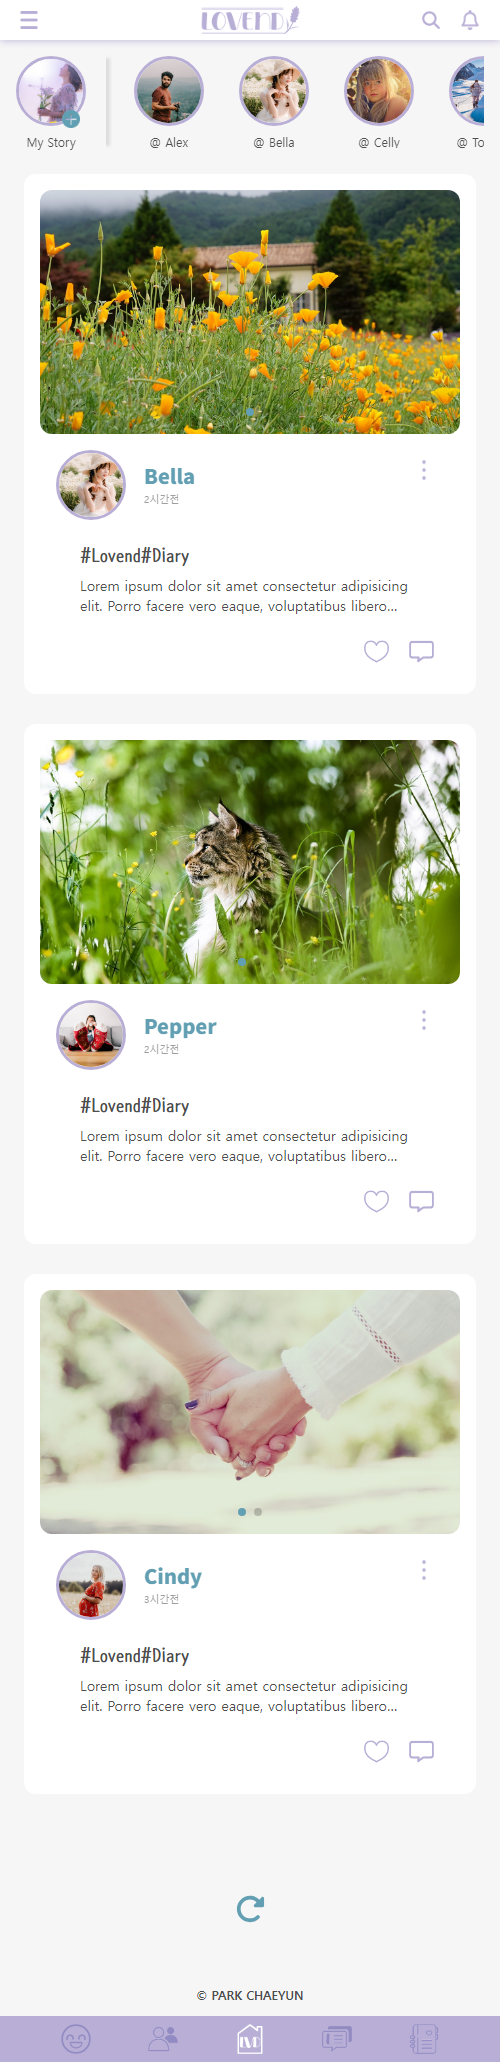 LOVEND
My Story
@ Alex
@ Bella
@ Celly
@ To
Bella
2시간전
#Lovend#Diary
Lorem ipsum dolor sit amet consectetur adipisicing
elit. Porro facere vero eaque, voluptatibus libero...
Pepper
2시간전
#Lovend#Diary
Lorem ipsum dolor sit amet consectetur adipisicing
elit. Porro facere vero eaque, voluptatibus libero...
Cindy
3시간전
#Lovend#Diary
Lorem ipsum dolor sit amet consectetur adipisicing
elit. Porro facere vero eaque, voluptatibus libero...
© PARK CHAEYUN
LVD